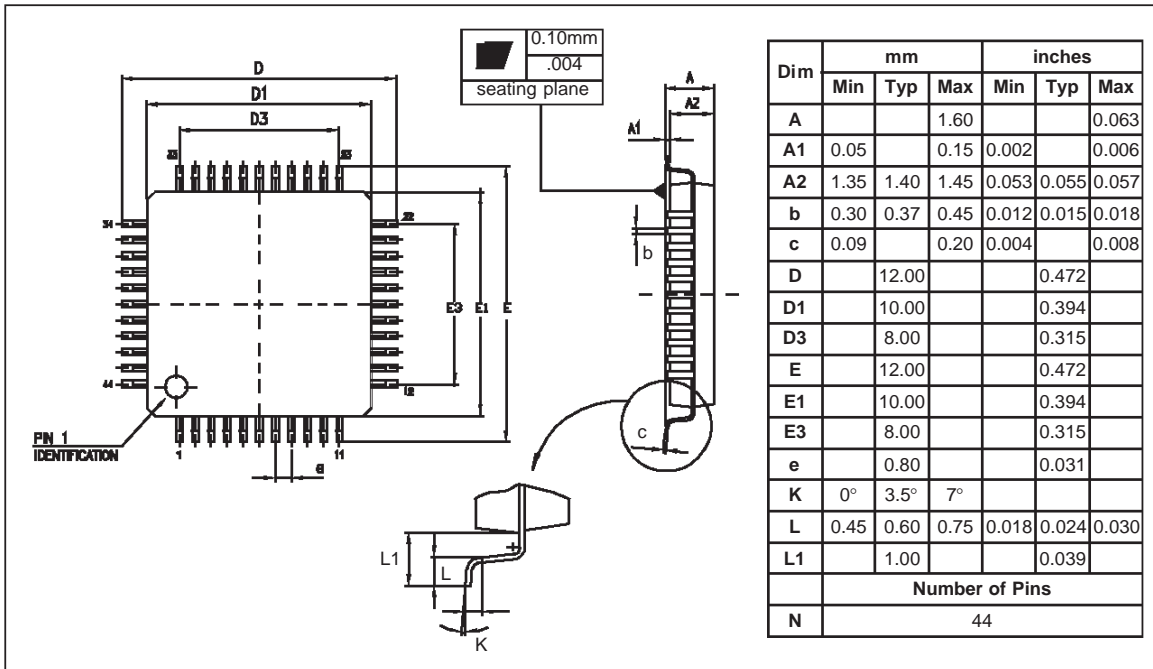 0.10mm
.004
seating plane
D
D1
D3
A
A2
A1
33
23
34
22
b
E3
E1
E
44
12
PIN 1
IDENTIFICATION
1
11
e
c
L1
L
K
Dim mm inches
Min Typ Max Min Typ Max
A 1.60 0.063
A1 0.05 0.15 0.002 0.006
A2 1.35 1.40 1.45 0.053 0.055 0.057
b 0.30 0.37 0.45 0.012 0.015 0.018
c 0.09 0.20 0.004 0.008
D 12.00 0.472
D1 10.00 0.394
D3 8.00 0.315
E 12.00 0.472
E1 10.00 0.394
E3 8.00 0.315
e 0.80 0.031
K 0° 3.5° 7°
L 0.45 0.60 0.75 0.018 0.024 0.030
L1 1.00 0.039
Number of Pins
N 44